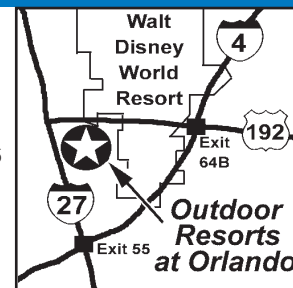 Walt
Disney
World
Resort
4
192
Exit
64B
27
Exit 55
Outdoor
Resorts
at Orlando